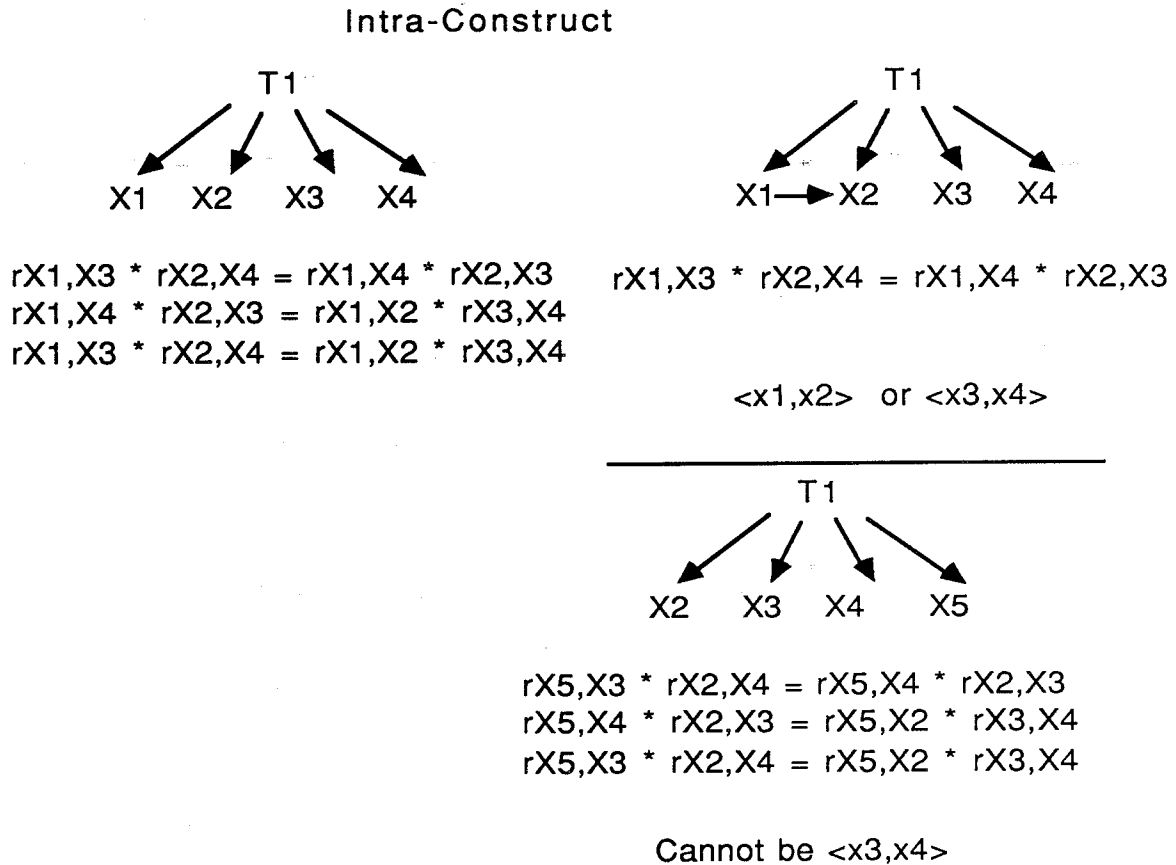 Intra-Construct
T1
X1 X2 X3 X4
rX1,X3 * rX2,X4 = rX1,X4 * rX2,X3
rX1,X4 * rX2,X3 = rX1,X2 * rX3,X4
rX1,X3 * rX2,X4 = rX1,X2 * rX3,X4
T1
X1 X2 X3 X4
rX1,X3 * rX2,X4 = rX1,X4 * rX2,X3
<x1,x2> or <x3,x4>
T1
X2 X3 X4 X5
rX5,X3 * rX2,X4 = rX5,X4 * rX2,X3
rX5,X4 * rX2,X3 = rX5,X2 * rX3,X4
rX5,X3 * rX2,X4 = rX5,X2 * rX3,X4
Cannot be <x3,x4>